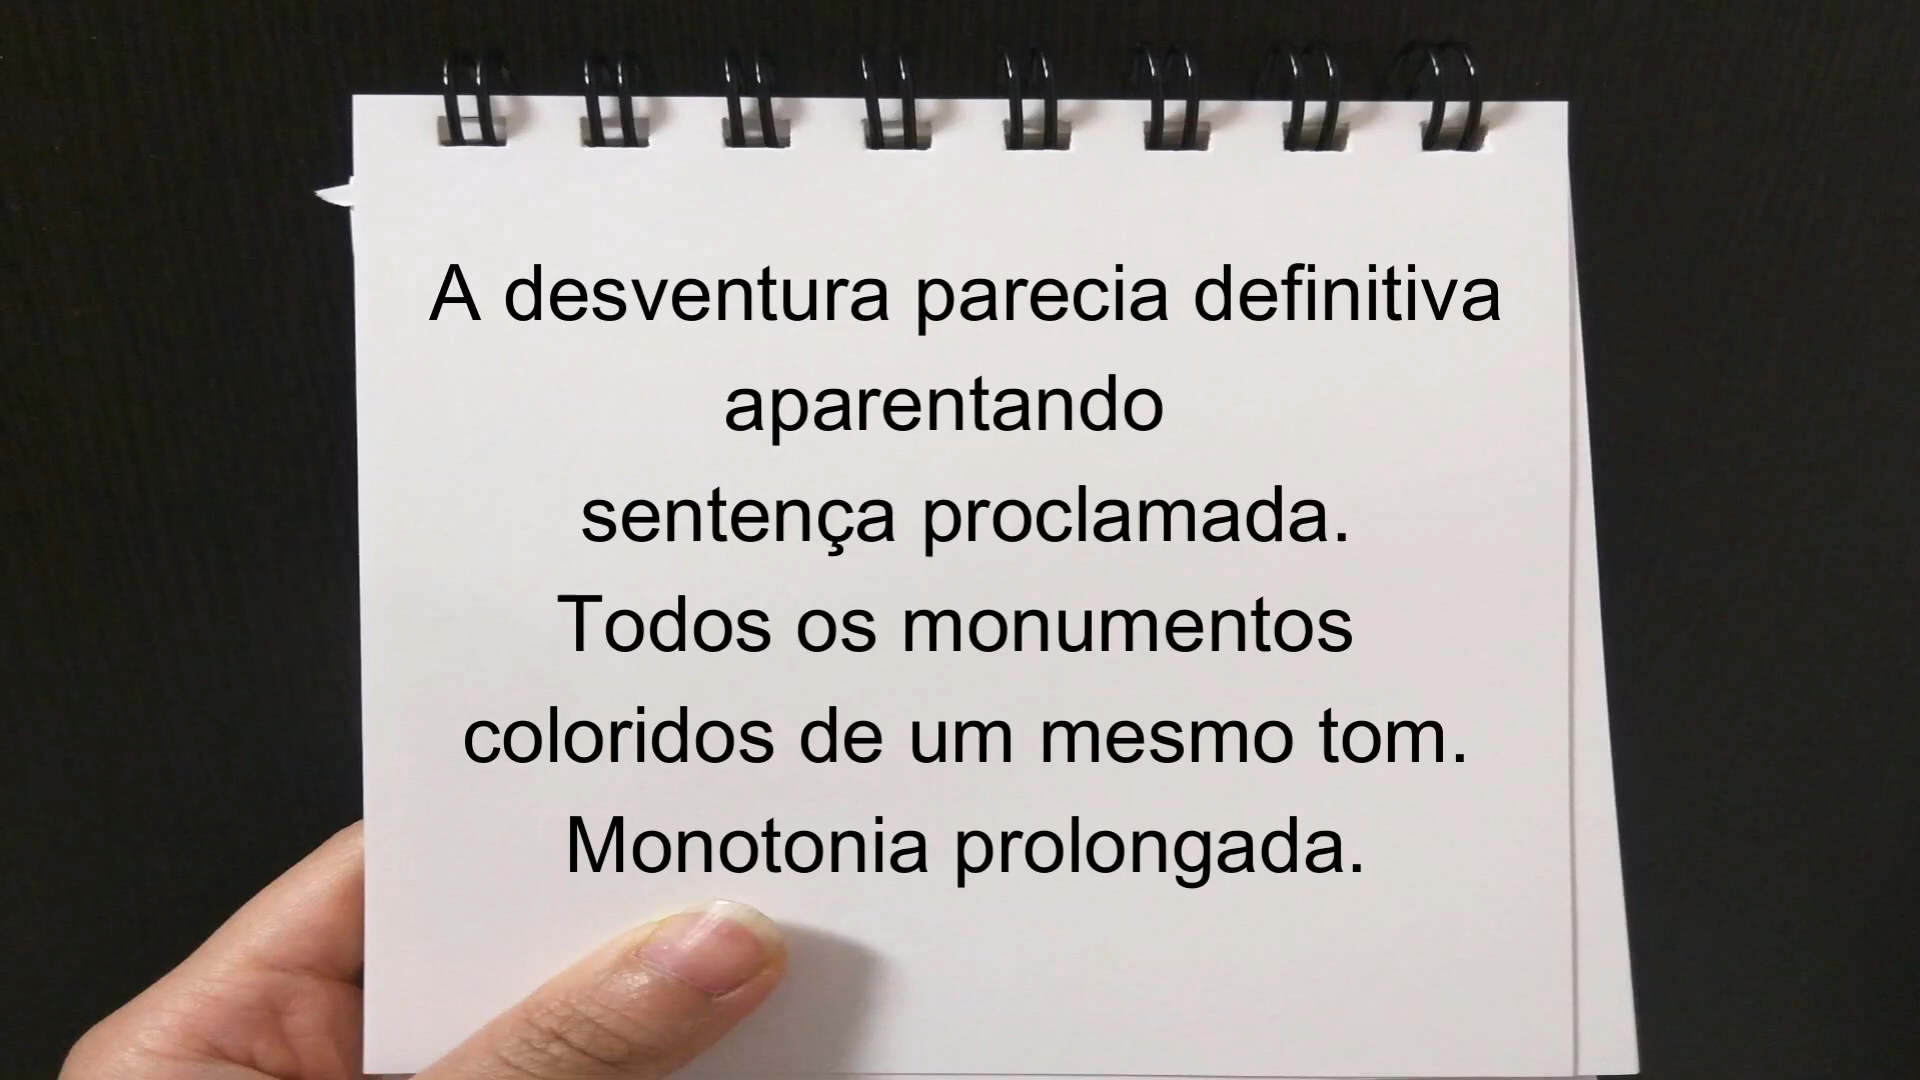 A desventura parecia definitiva
aparentando
sentença proclamada.
Todos os monumentos
coloridos de um mesmo tom.
Monotonia prolongada.